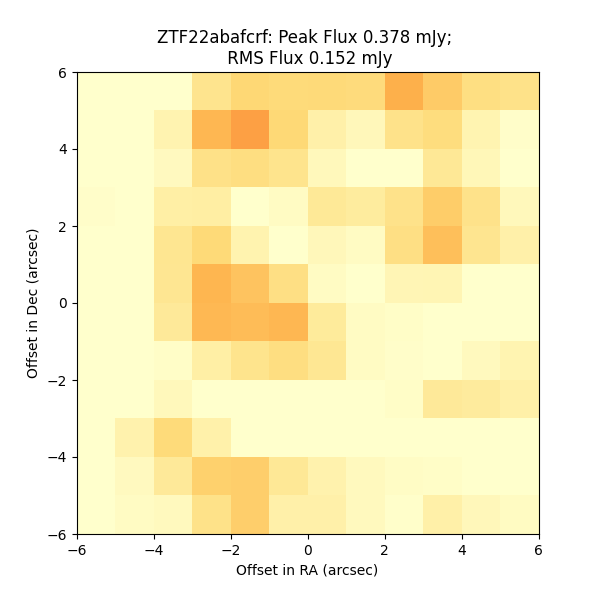 ZTF22abafcrf: Peak Flux 0.378 mJy;
RMS Flux 0.152 mJy
6
4
2
0
−2
−4
−6
Offset in Dec (arcsec)
−6 −4 −2 0 2 4 6
Offset in RA (arcsec)